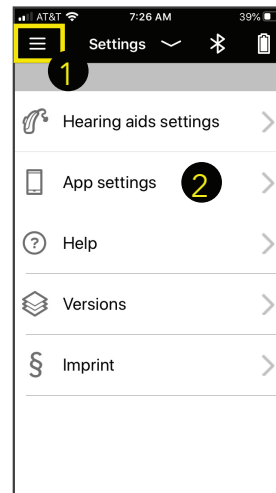 AT&T 7:26 AM 39%
Settings
1
Hearing aids settings
App settings 2
? Help
Versions
§ Imprint